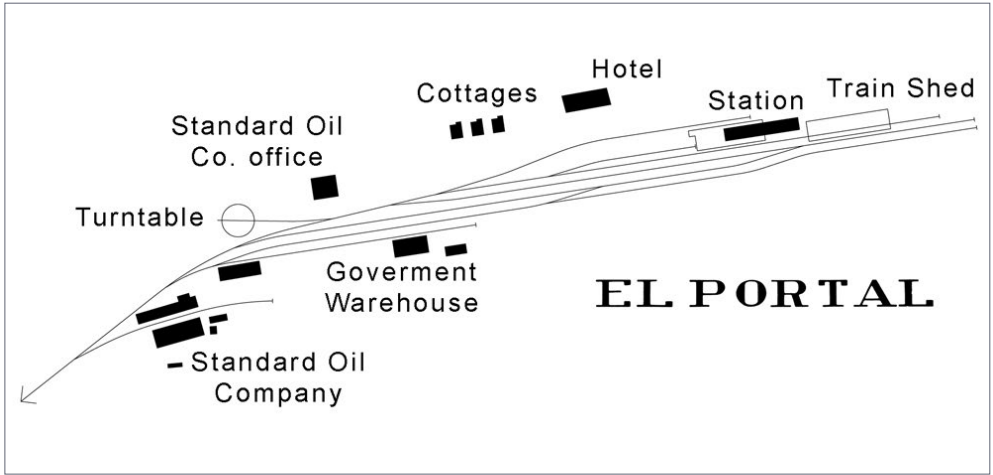 Hotel
Cottages
Station
Train Shed
Standard Oil
Co. office
Turntable
Goverment
Warehouse
EL PORTAL
Standard Oil
Company